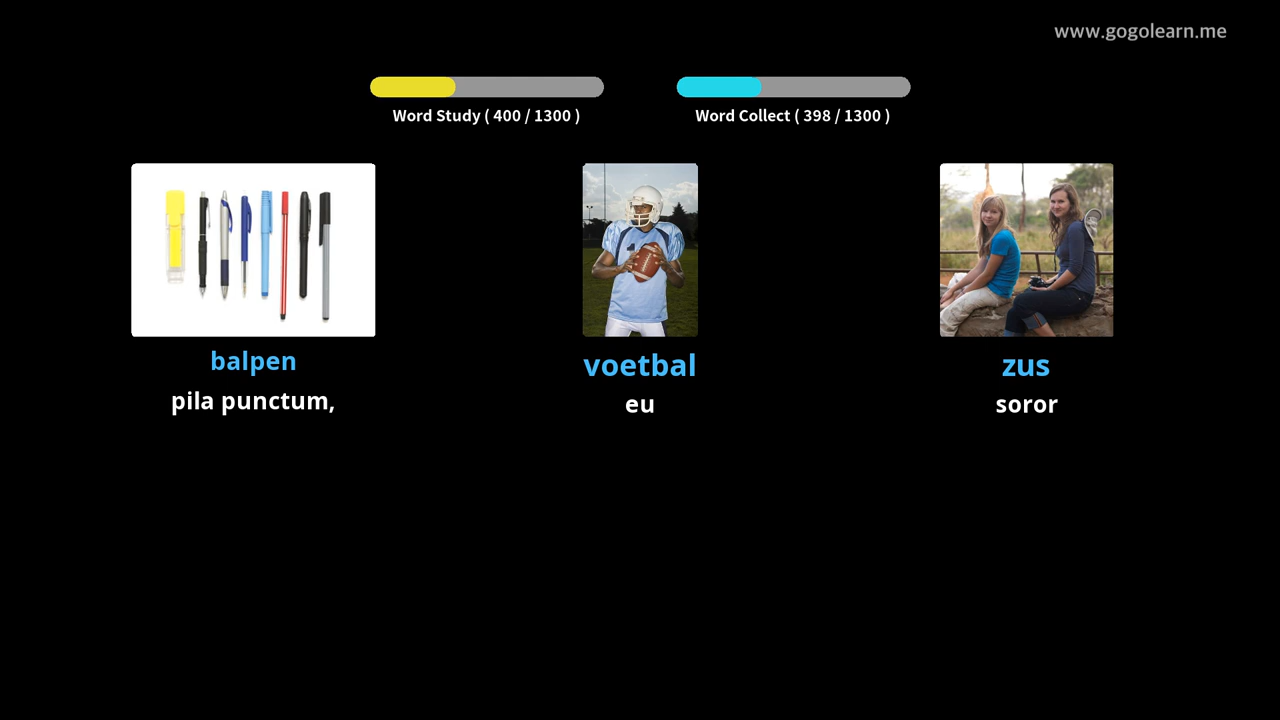 www.gogolearn.me
Word Study ( 400 / 1300 )
Word Collect ( 398 / 1300 )
balpen
pila punctum,
voetbal
eu
zus
soror